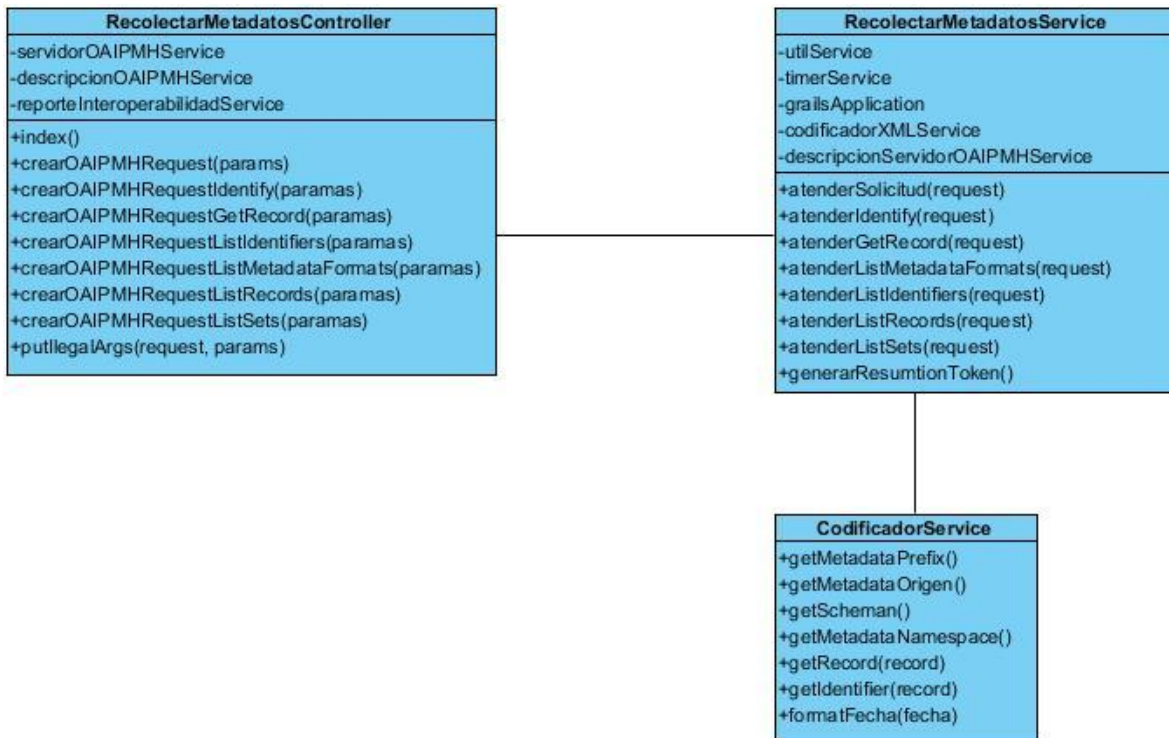 RecolectarMetadatosController
-servidorOAIPMHService
-descripcionOAIPMHService
-reporteInteroperabilidadService
+index()
+crearOAIPMHRequest(params)
+crearOAIPMHRequestIdentify(paramas)
+crearOAIPMHRequestGetRecord(paramas)
+crearOAIPMHRequestListIdentifiers(paramas)
+crearOAIPMHRequestListMetadataFormats(paramas)
+crearOAIPMHRequestListRecords(paramas)
+crearOAIPMHRequestListSets(paramas)
+putIlegalArgs(request, params)
RecolectarMetadatosService
-utilService
-timerService
-grailsApplication
-codificadorXMLService
-descripcionServidorOAIPMHService
+atenderSolicitud(request)
+atenderIdentify(request)
+atenderGetRecord(request)
+atenderListMetadataFormats(request)
+atenderListIdentifiers(request)
+atenderListRecords(request)
+atenderListSets(request)
+generarResumtionToken()
CodificadorService
+getMetadataPrefix()
+getMetadataOrigen()
+getScheman()
+getMetadataNamespace()
+getRecord(record)
+getIdentifier(record)
+formatFecha(fecha)